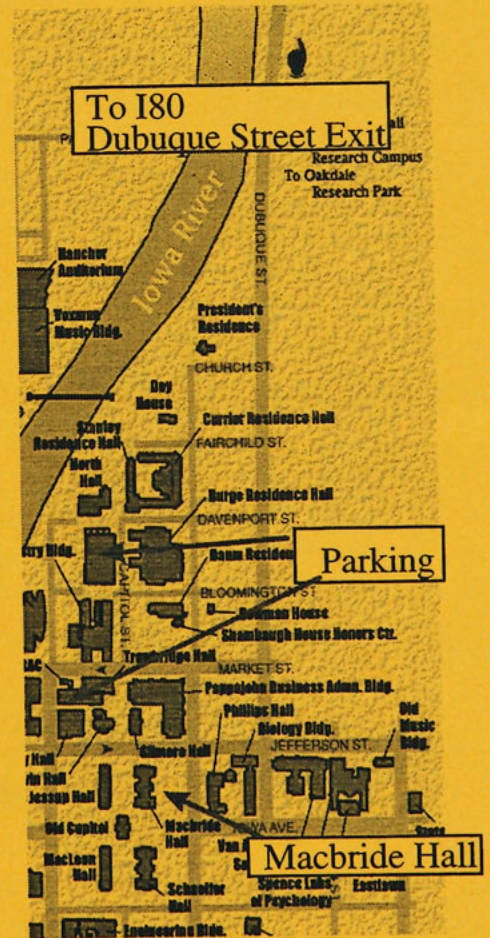 To I80
Dubuque Street Exit
Research Campus
To Oakdale
Research Park
DUBUQUE ST.
Iowa River
Hancher
Auditorium
Voxman
Music Bldg.
President's
Residence
CHURCH ST.
Day
House
Currier Residence Hall
Stanley
Residence Hall
FAIRCHILD ST.
North
Hall
Burge Residence Hall
DAVENPORT ST.
Parking
Daum
BLOOMINGTON ST
CAPITOL ST.
Bowman House
Shambaugh House Honors Ctr.
Trowbridge Hall
MARKET ST.
Pappajohn Business Admn. Bldg.
Phillips Hall
Biology Bldg.
Old
Music
Bldg.
JEFFERSON ST.
Gilmore Hall
Hall
Hall
Jessup Hall
Old Capitol
Macbride
Hall
IOWA AVE.
Van
Macbride Hall
MacLean
Hall
Schaeffer
Hall
Spence Labs
of Psychology
Eastlawn
Engineering Bldg.